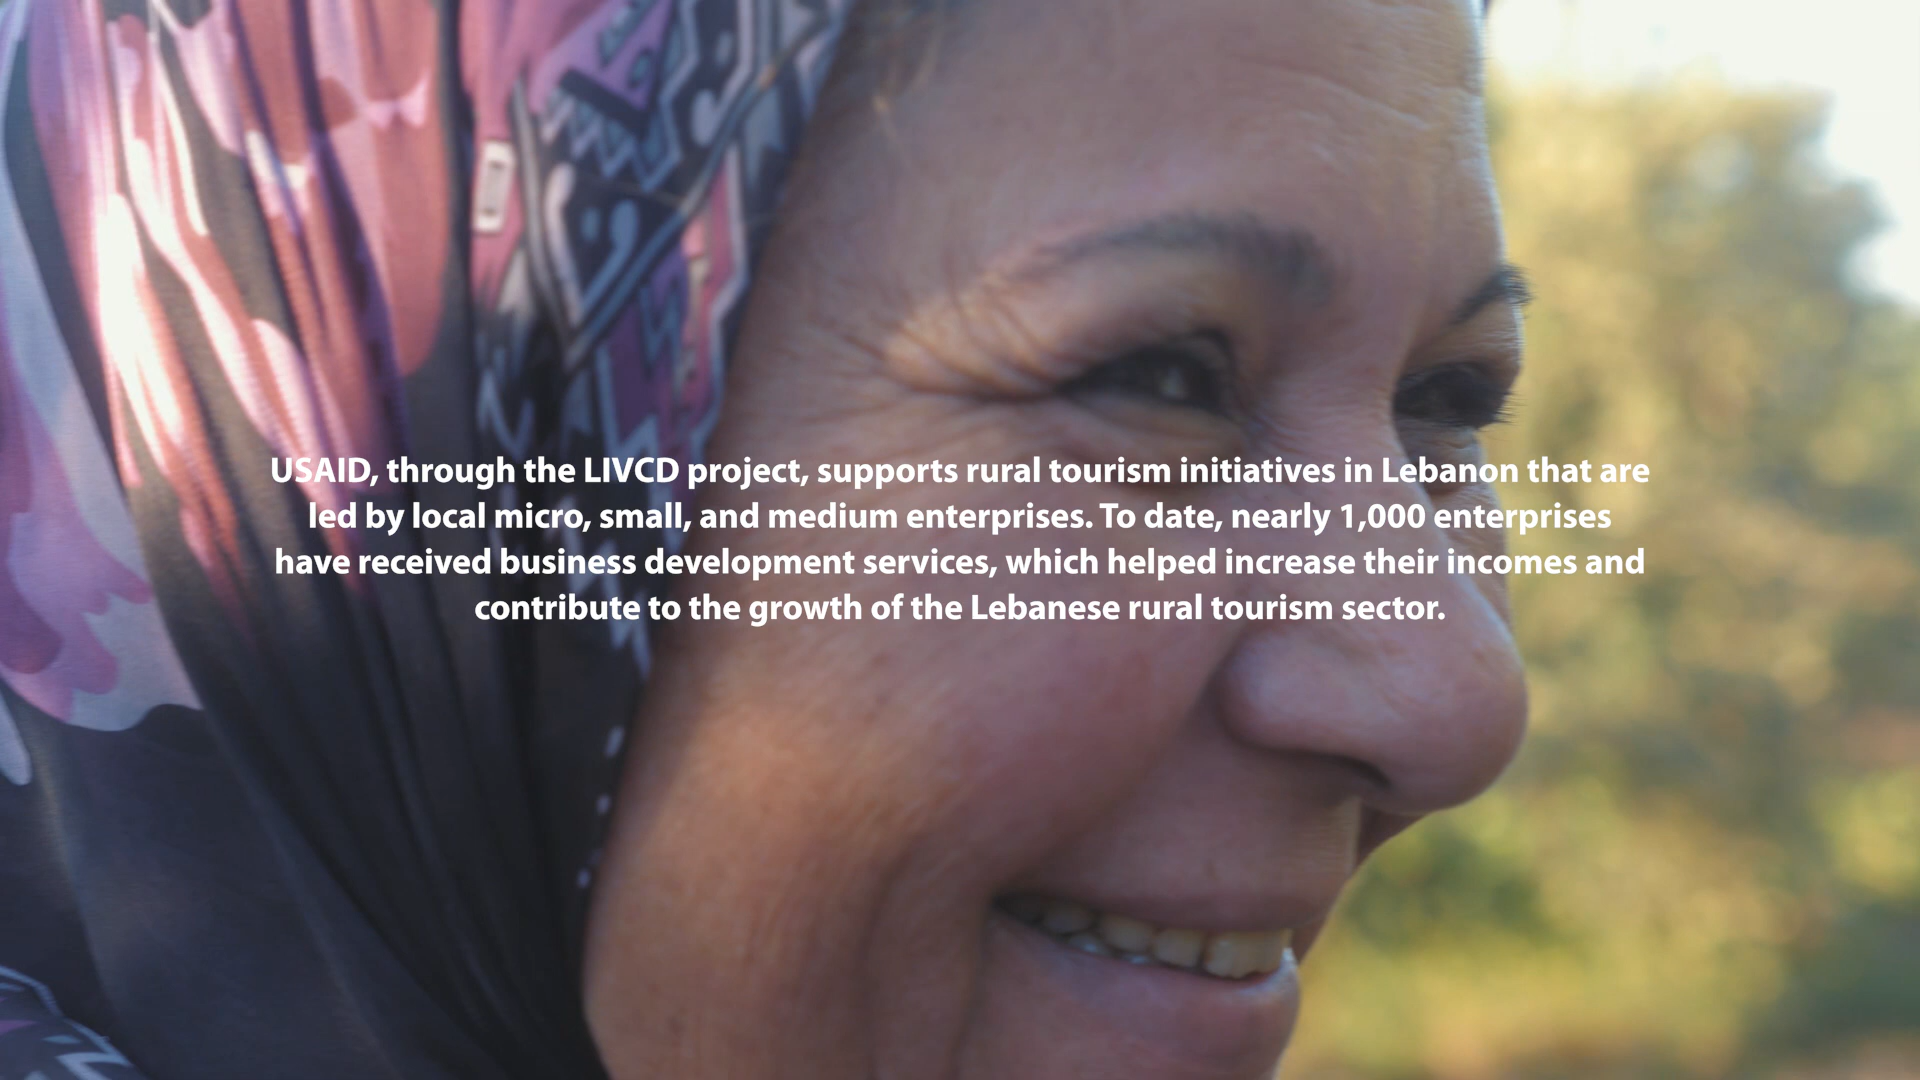 USAID, through the LIVCD project, supports rural tourism initiatives in Lebanon that are
led by local micro, small, and medium enterprises. To date, nearly 1,000 enterprises
have received business development services, which helped increase their incomes and
contribute to the growth of the Lebanese rural tourism sector.